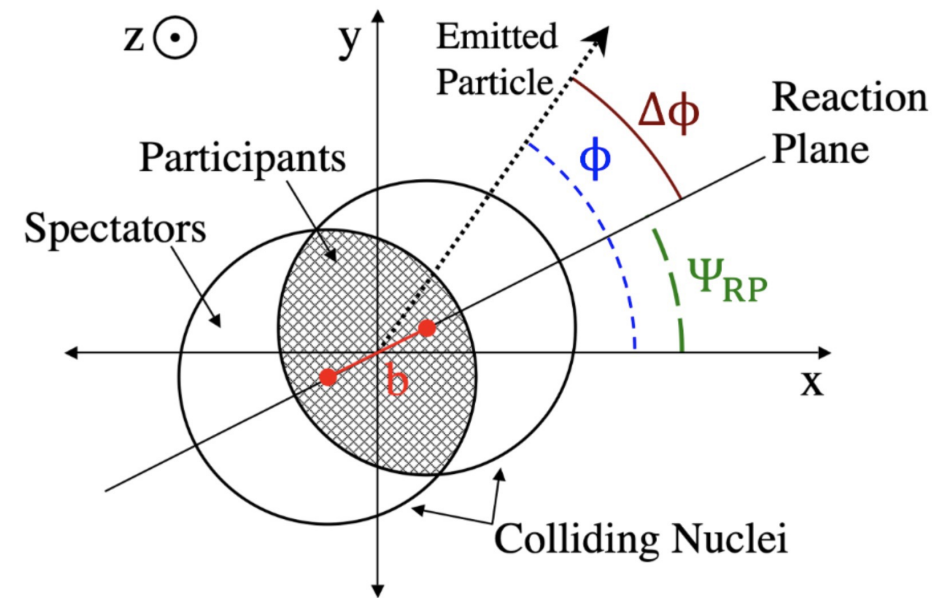 z
y
Emitted
Particle
Δϕ
Reaction
Plane
ϕ
Participants
Spectators
Ψ_RP
b
x
Colliding Nuclei